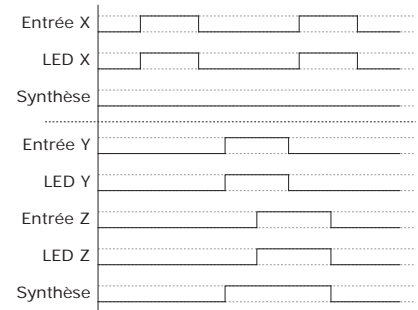 Entrée X
LED X
Synthèse
Entrée Y
LED Y
Entrée Z
LED Z
Synthèse